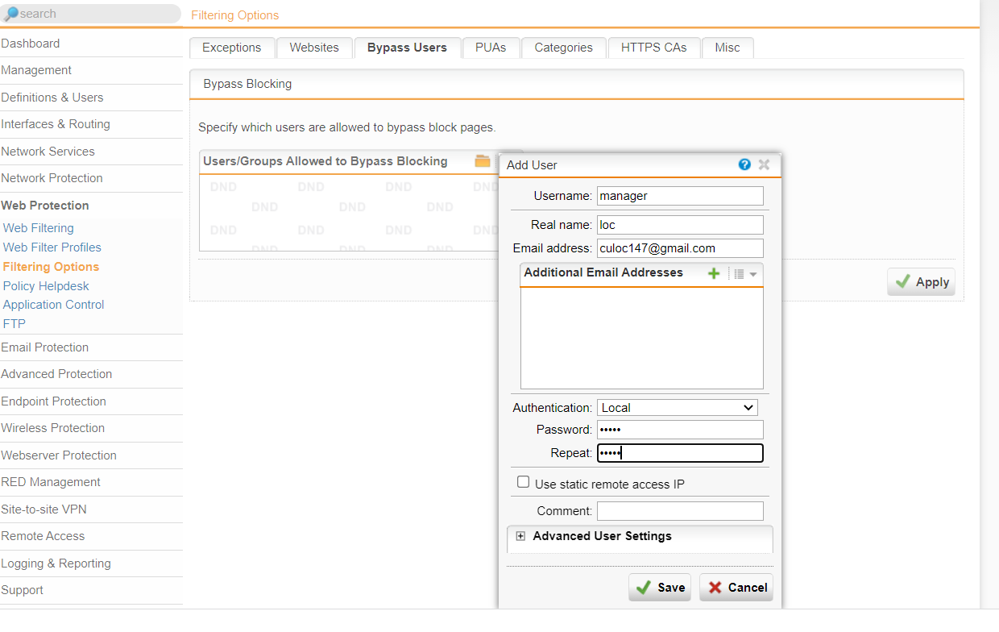 search
Filtering Options
Dashboard
Management
Definitions & Users
Interfaces & Routing
Network Services
Network Protection
Web Protection
Web Filtering
Web Filter Profiles
Filtering Options
Policy Helpdesk
Application Control
FTP
Email Protection
Advanced Protection
Endpoint Protection
Wireless Protection
Webserver Protection
RED Management
Site-to-site VPN
Remote Access
Logging & Reporting
Support
Exceptions Websites Bypass Users PUAs Categories HTTPS CAs Misc
Bypass Blocking
Specify which users are allowed to bypass block pages.
Users/Groups Allowed to Bypass Blocking
DND DND DND DND
DND DND DND
DND DND DND DND
DND DND DND
Apply
Add User
Username: manager
Real name: loc
Email address: culoc147@gmail.com
Additional Email Addresses
Authentication: Local
Password: •••••
Repeat: •••••
Use static remote access IP
Comment:
Advanced User Settings
Save Cancel